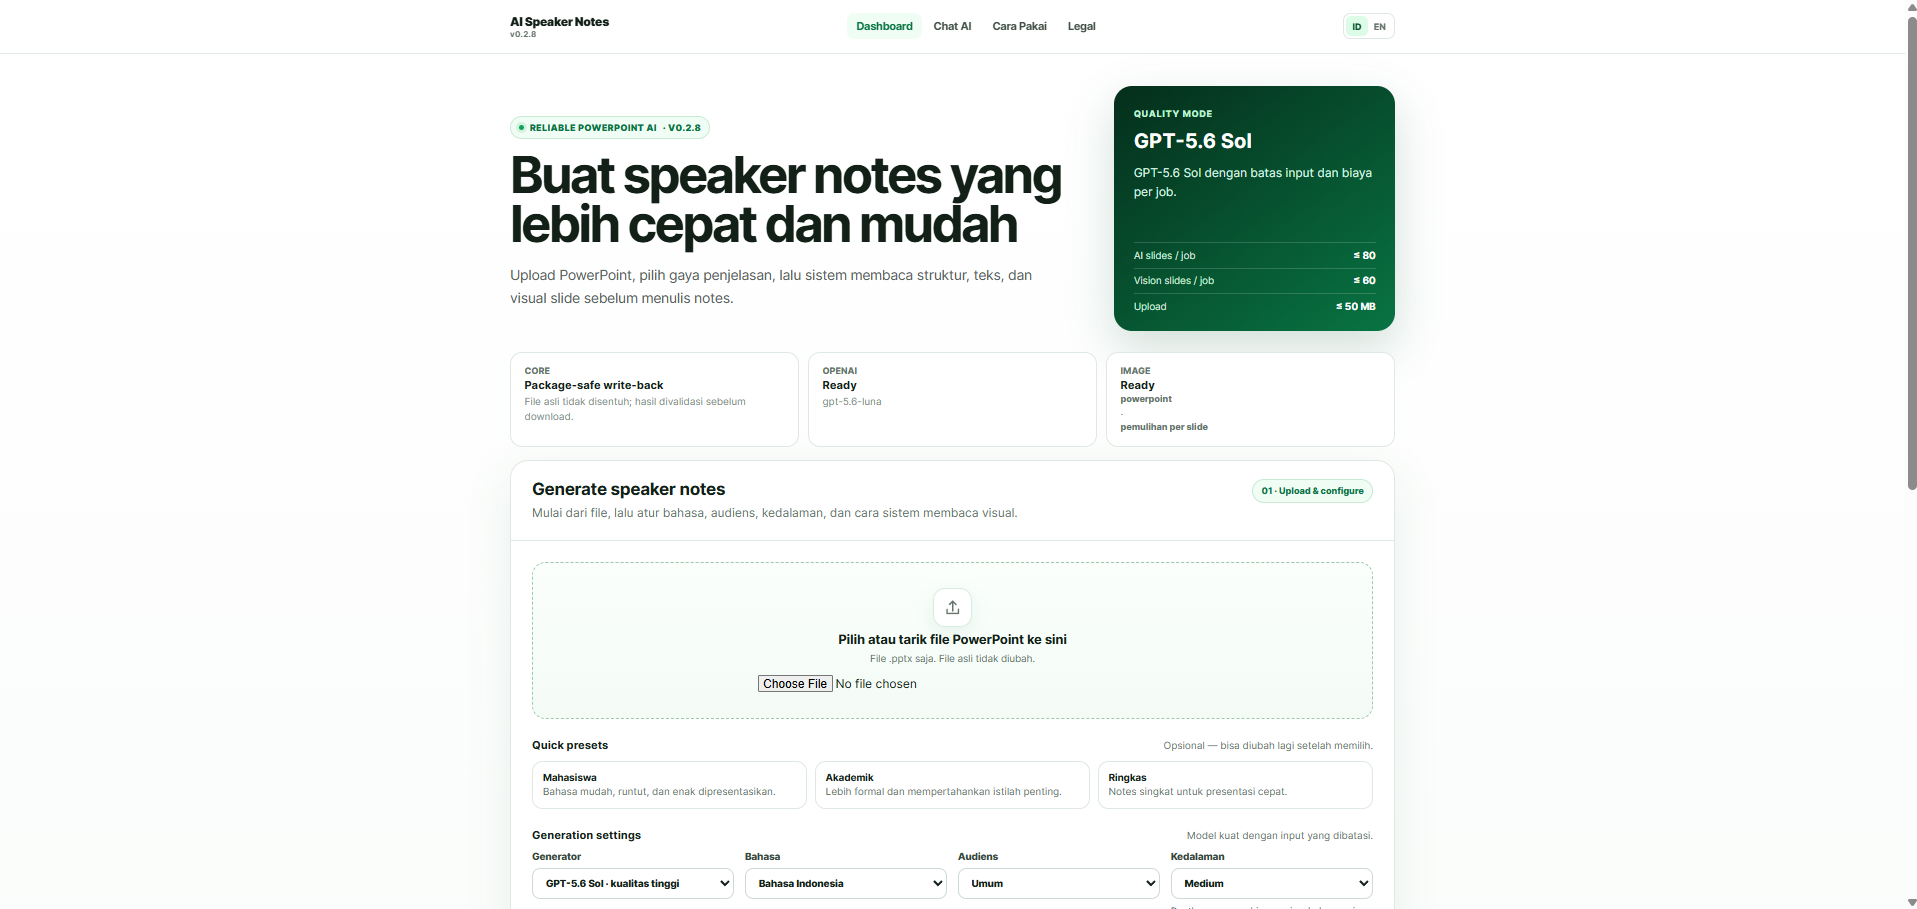 AI Speaker Notes
v0.2.8
Dashboard
Chat AI
Cara Pakai
Legal
ID EN
RELIABLE POWERPOINT AI · V0.2.8
Buat speaker notes yang
lebih cepat dan mudah
Upload PowerPoint, pilih gaya penjelasan, lalu sistem membaca struktur, teks, dan
visual slide sebelum menulis notes.
QUALITY MODE
GPT-5.6 Sol
GPT-5.6 Sol dengan batas input dan biaya
per job.
AI slides / job ≤ 80
Vision slides / job ≤ 60
Upload ≤ 50 MB
CORE
Package-safe write-back
File asli tidak disentuh; hasil divalidasi sebelum
download.
OPENAI
Ready
gpt-5.6-luna
IMAGE
Ready
powerpoint
·
pemulihan per slide
Generate speaker notes
Mulai dari file, lalu atur bahasa, audiens, kedalaman, dan cara sistem membaca visual.
01 · Upload & configure
Pilih atau tarik file PowerPoint ke sini
File .pptx saja. File asli tidak diubah.
Choose File No file chosen
Quick presets
Opsional — bisa diubah lagi setelah memilih.
Mahasiswa
Bahasa mudah, runtut, dan enak dipresentasikan.
Akademik
Lebih formal dan mempertahankan istilah penting.
Ringkas
Notes singkat untuk presentasi cepat.
Generation settings
Model kuat dengan input yang dibatasi.
Generator
GPT-5.6 Sol · kualitas tinggi
Bahasa
Bahasa Indonesia
Audiens
Umum
Kedalaman
Medium